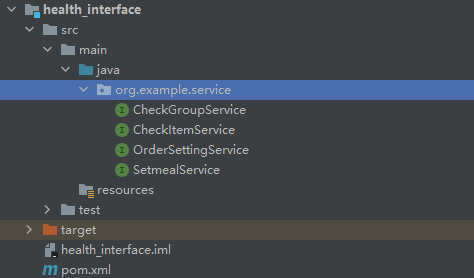 health_interface
src
main
java
org.example.service
CheckGroupService
CheckItemService
OrderSettingService
SetmealService
resources
test
target
health_interface.iml
pom.xml